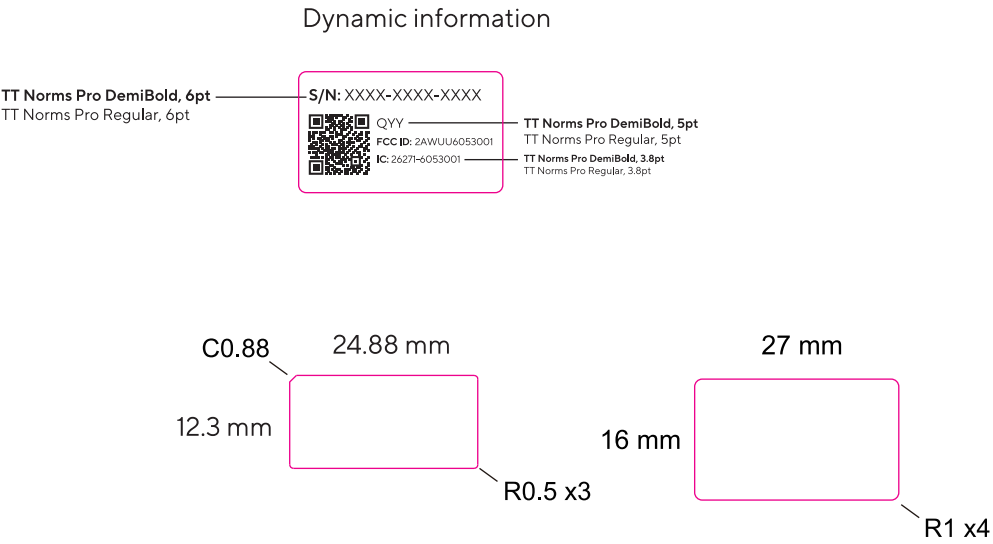 Dynamic information
TT Norms Pro DemiBold, 6pt
TT Norms Pro Regular, 6pt
S/N: XXXX-XXXX-XXXX
QYY
FCC ID: 2AWUU6053001
IC: 26271-6053001
TT Norms Pro DemiBold, 5pt
TT Norms Pro Regular, 5pt
TT Norms Pro DemiBold, 3.8pt
TT Norms Pro Regular, 3.8pt
C0.88
24.88 mm
12.3 mm
R0.5 x3
27 mm
16 mm
R1 x4